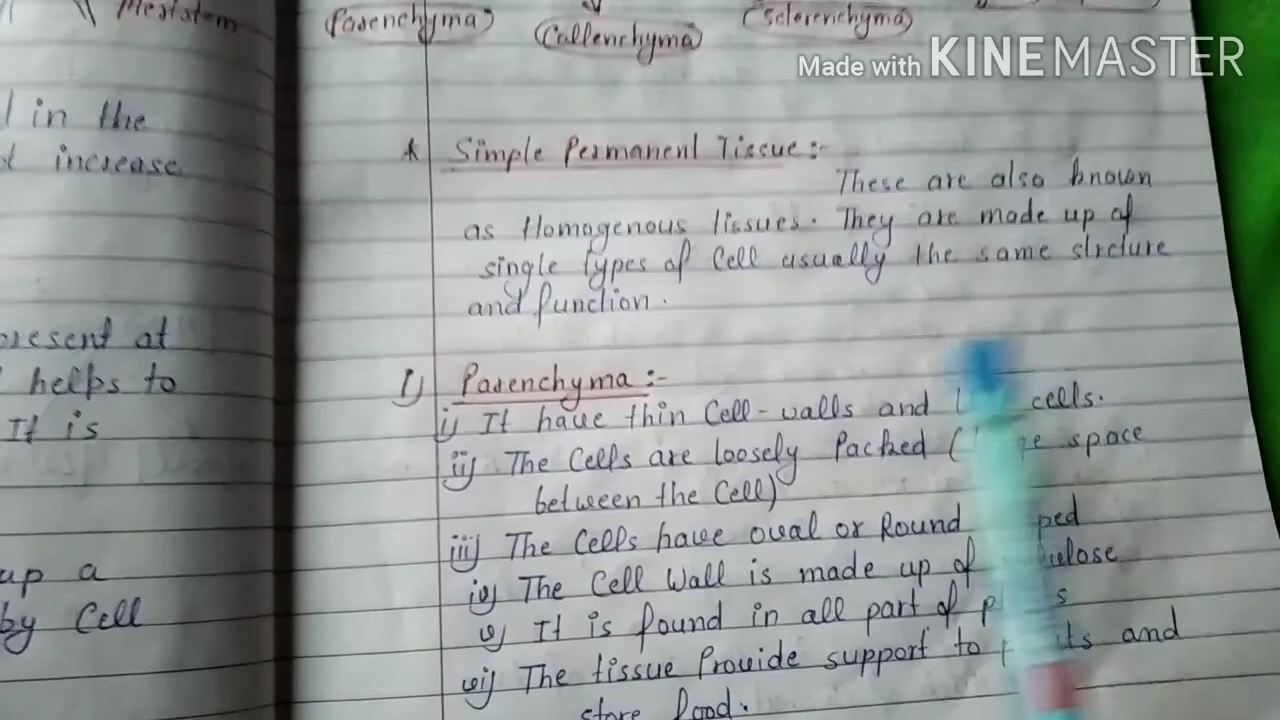 Meristem
(Parenchyma)
(Collenchyma)
(Sclerenchyma)
Made with KINEMASTER
l in the
increase
present at
helps to
It is
up a
by Cell
* Simple Permanent Tissue :-
These are also known
as Homogenous tissues. They are made up of
single types of Cell usually the same strcture
and function.
1) Parenchyma :-
i) It have thin Cell-walls and cells.
ii) The Cells are loosely Packed ( space
between the Cell)
iii) The Cells have oval or Round
iv) The Cell Wall is made up of
v) It is found in all part of
vi) The tissue Provide support to and
store food.